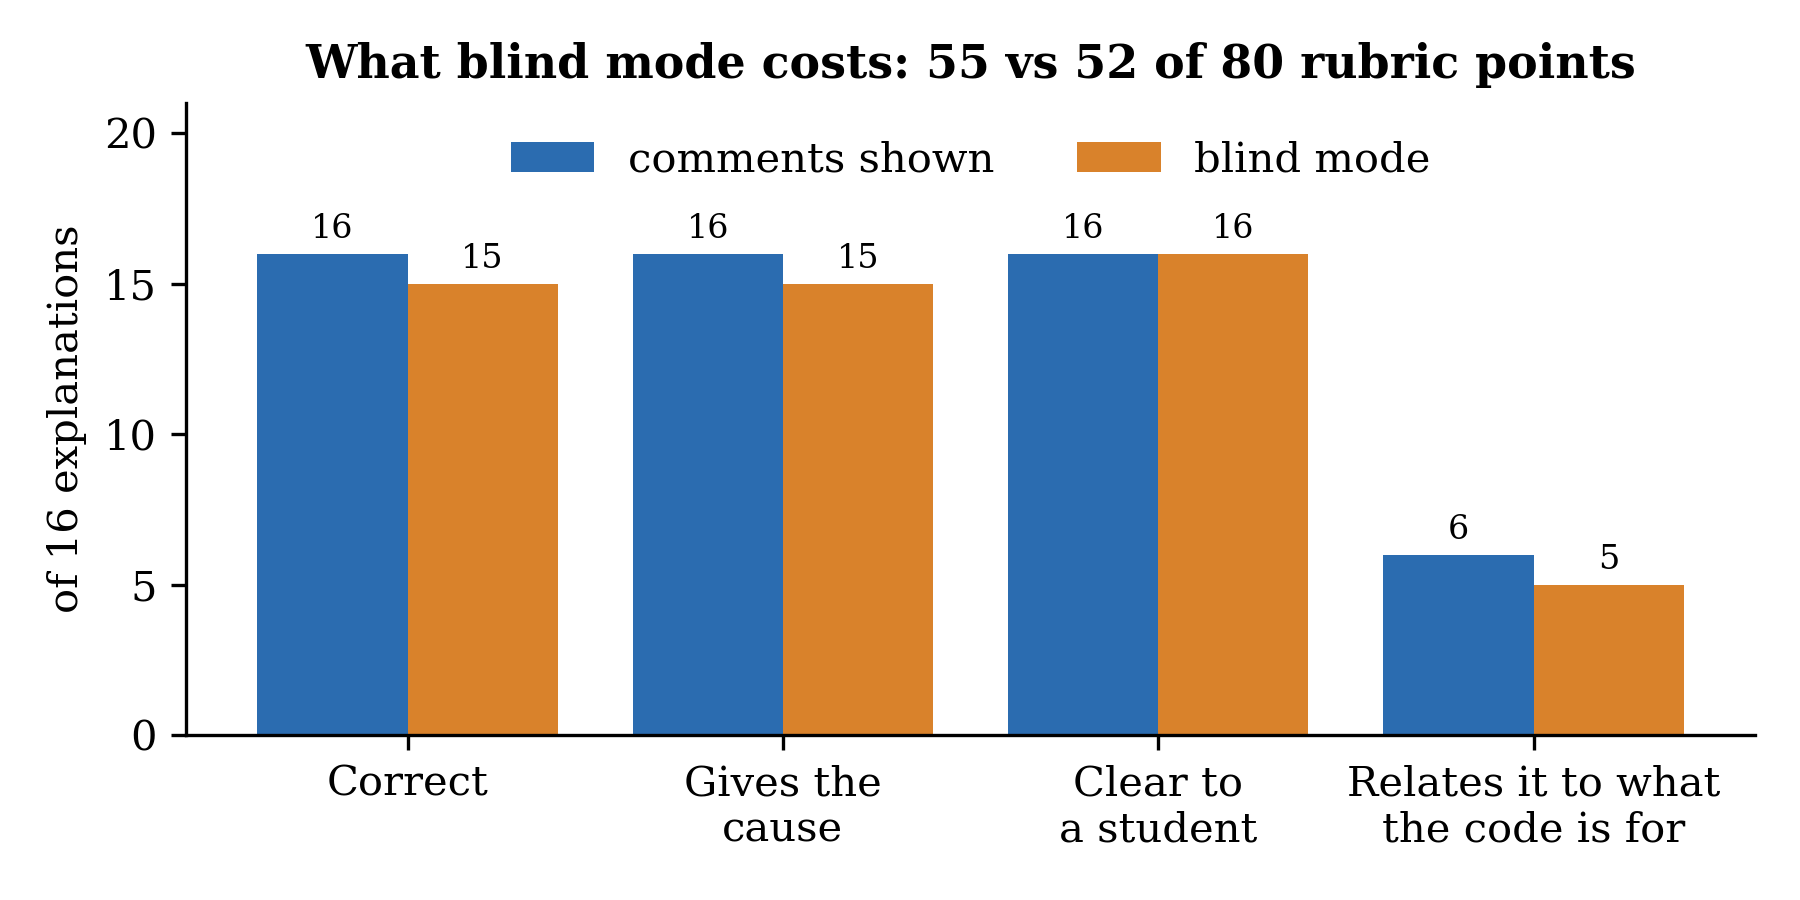 What blind mode costs: 55 vs 52 of 80 rubric points
comments shown
blind mode
of 16 explanations
20
15
10
5
0
16
15
16
15
16
16
6
5
Correct
Gives the
cause
Clear to
a student
Relates it to what
the code is for